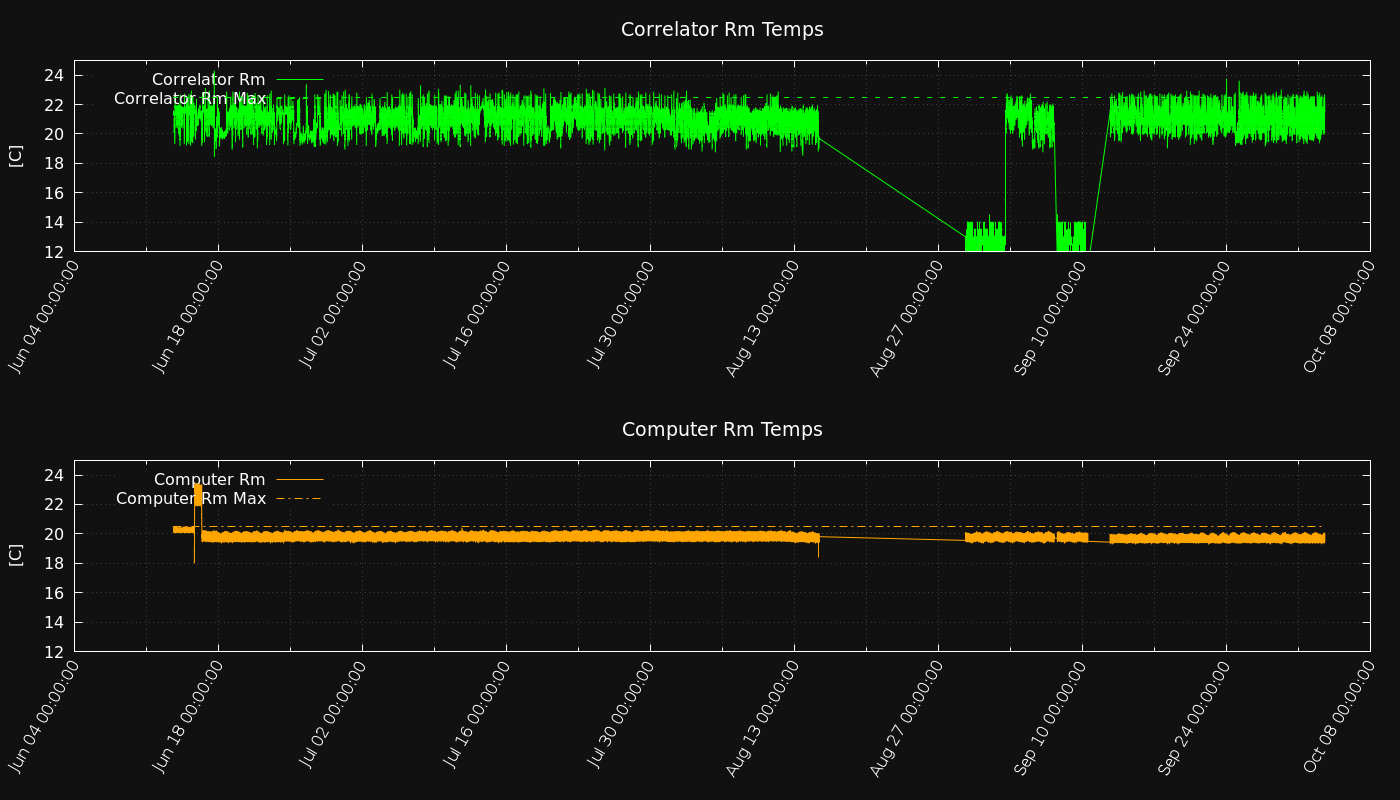 Correlator Rm Temps
Correlator Rm
Correlator Rm Max
[C]
24
22
20
18
16
14
12
Jun 04 00:00:00
Jun 18 00:00:00
Jul 02 00:00:00
Jul 16 00:00:00
Jul 30 00:00:00
Aug 13 00:00:00
Aug 27 00:00:00
Sep 10 00:00:00
Sep 24 00:00:00
Oct 08 00:00:00
Computer Rm Temps
Computer Rm
Computer Rm Max
[C]
24
22
20
18
16
14
12
Jun 04 00:00:00
Jun 18 00:00:00
Jul 02 00:00:00
Jul 16 00:00:00
Jul 30 00:00:00
Aug 13 00:00:00
Aug 27 00:00:00
Sep 10 00:00:00
Sep 24 00:00:00
Oct 08 00:00:00